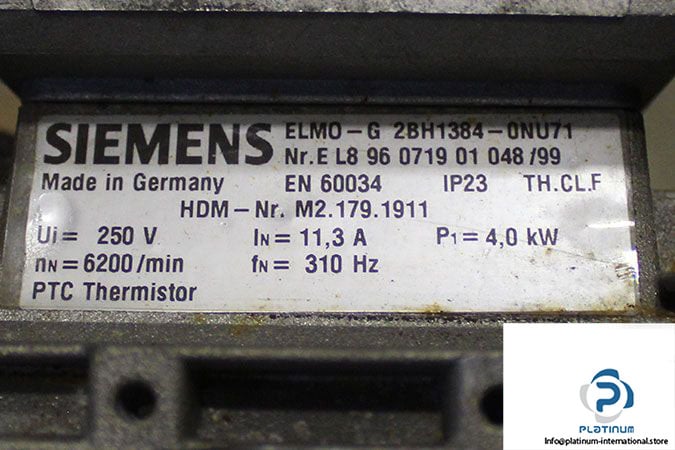 SIEMENS ELMO-G 2BH1384-0NU71
Nr.E L8 96 0719 01 048 /99
Made in Germany EN 60034 IP23 TH.CL.F
HDM-Nr. M2.179.1911
Ui= 250 V IN= 11,3 A P1= 4,0 kW
nN= 6200/min fN= 310 Hz
PTC Thermistor
PLATINUM
Info@platinum-international.store